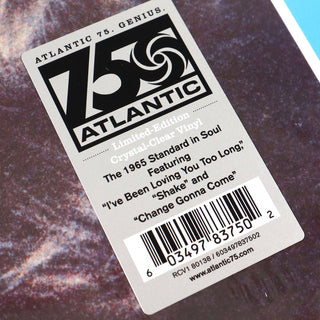 ATLANTIC 75. GENIUS.
75
ATLANTIC
Limited-Edition
Crystal-Clear Vinyl
The 1965 Standard in Soul
Featuring
"I've Been Loving You Too Long,"
"Shake" and
"Change Gonna Come"
6 03497 83750 2
RCV1 80138 / 603497837502
www.atlantic75.com